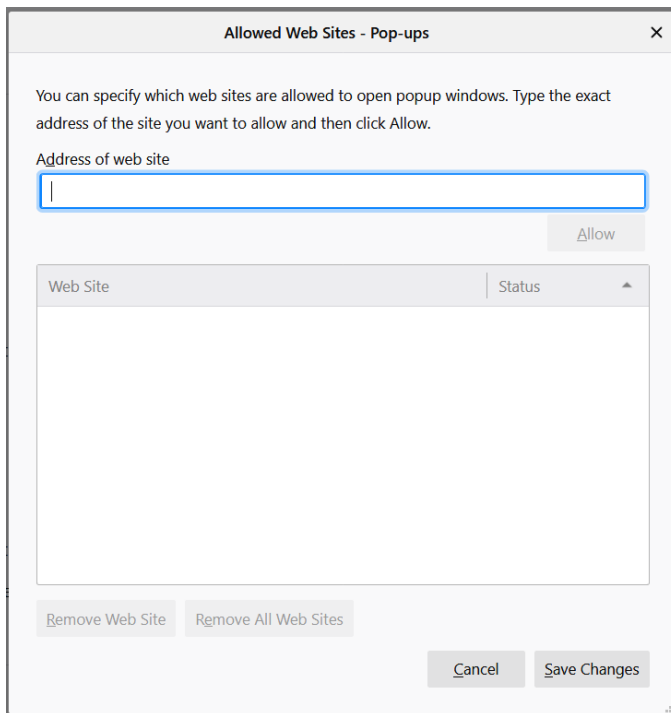 Allowed Web Sites - Pop-ups
You can specify which web sites are allowed to open popup windows. Type the exact
address of the site you want to allow and then click Allow.
Address of web site
Allow
Web Site Status
Remove Web Site Remove All Web Sites
Cancel Save Changes